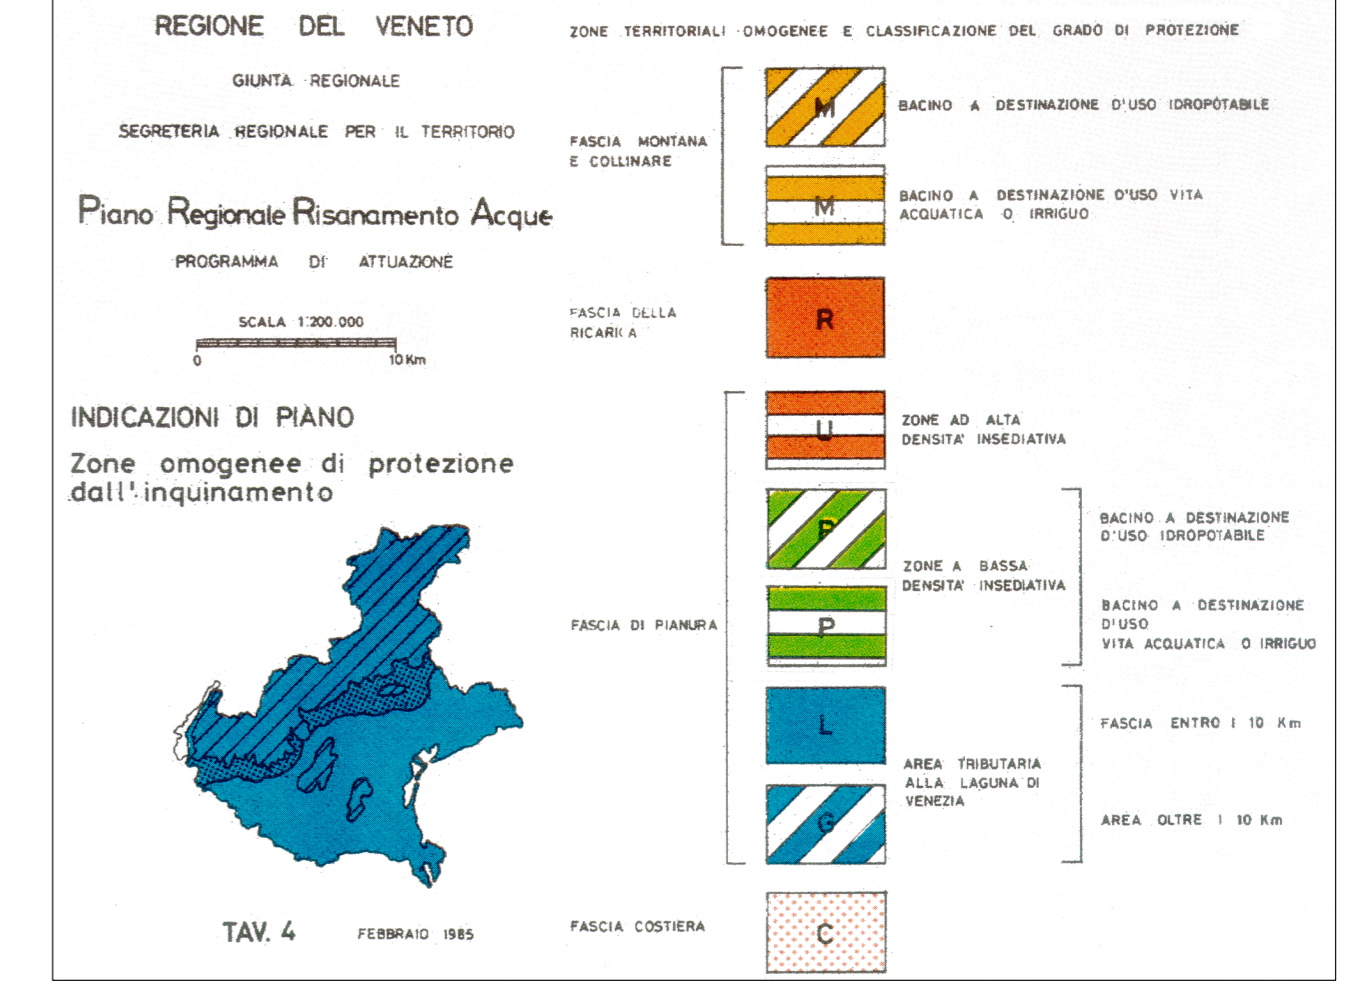 REGIONE DEL VENETO
GIUNTA REGIONALE
SEGRETERIA REGIONALE PER IL TERRITORIO
Piano Regionale Risanamento Acque
PROGRAMMA DI ATTUAZIONE
SCALA 1:200.000
0 10 Km
INDICAZIONI DI PIANO
Zone omogenee di protezione
dall'inquinamento
TAV. 4 FEBBRAIO 1985
ZONE TERRITORIALI OMOGENEE E CLASSIFICAZIONE DEL GRADO DI PROTEZIONE
FASCIA MONTANA
E COLLINARE
M
BACINO A DESTINAZIONE D'USO IDROPOTABILE
M
BACINO A DESTINAZIONE D'USO VITA
ACQUATICA O IRRIGUO
FASCIA DELLA
RICARICA
R
FASCIA DI PIANURA
U
ZONE AD ALTA
DENSITA' INSEDIATIVA
P
ZONE A BASSA
DENSITA' INSEDIATIVA
BACINO A DESTINAZIONE
D'USO IDROPOTABILE
P
BACINO A DESTINAZIONE
D'USO
VITA ACQUATICA O IRRIGUO
L
AREA TRIBUTARIA
ALLA LAGUNA DI
VENEZIA
FASCIA ENTRO I 10 Km
G
AREA OLTRE I 10 Km
FASCIA COSTIERA
C